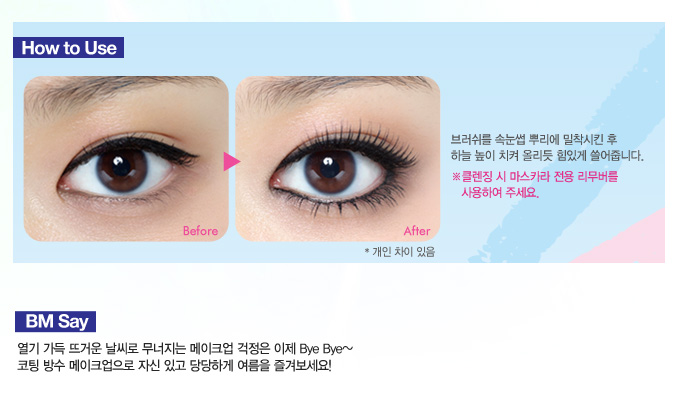 How to Use
Before
After
* 개인 차이 있음
브러쉬를 속눈썹 뿌리에 밀착시킨 후
하늘 높이 치켜 올리듯 힘있게 쓸어줍니다.
※클렌징 시 마스카라 전용 리무버를
사용하여 주세요.
BM Say
열기 가득 뜨거운 날씨로 무너지는 메이크업 걱정은 이제 Bye Bye~
코팅 방수 메이크업으로 자신 있고 당당하게 여름을 즐겨보세요!